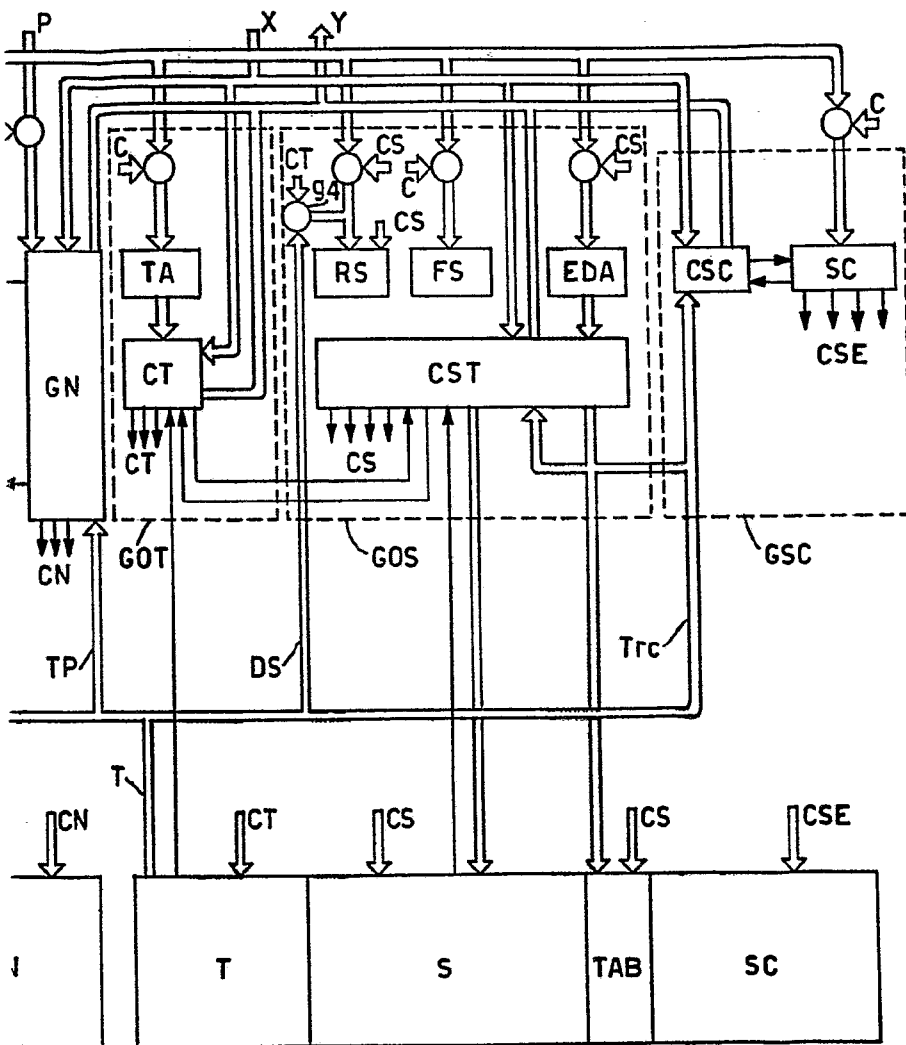 P X Y
C
C CT CS C CS
g4
CS
TA RS FS EDA CSC SC
CSE
GN CT CST
CT CS
CN GOT GOS GSC
TP DS Trc
T
CN CT CS CS CSE
T S TAB SC